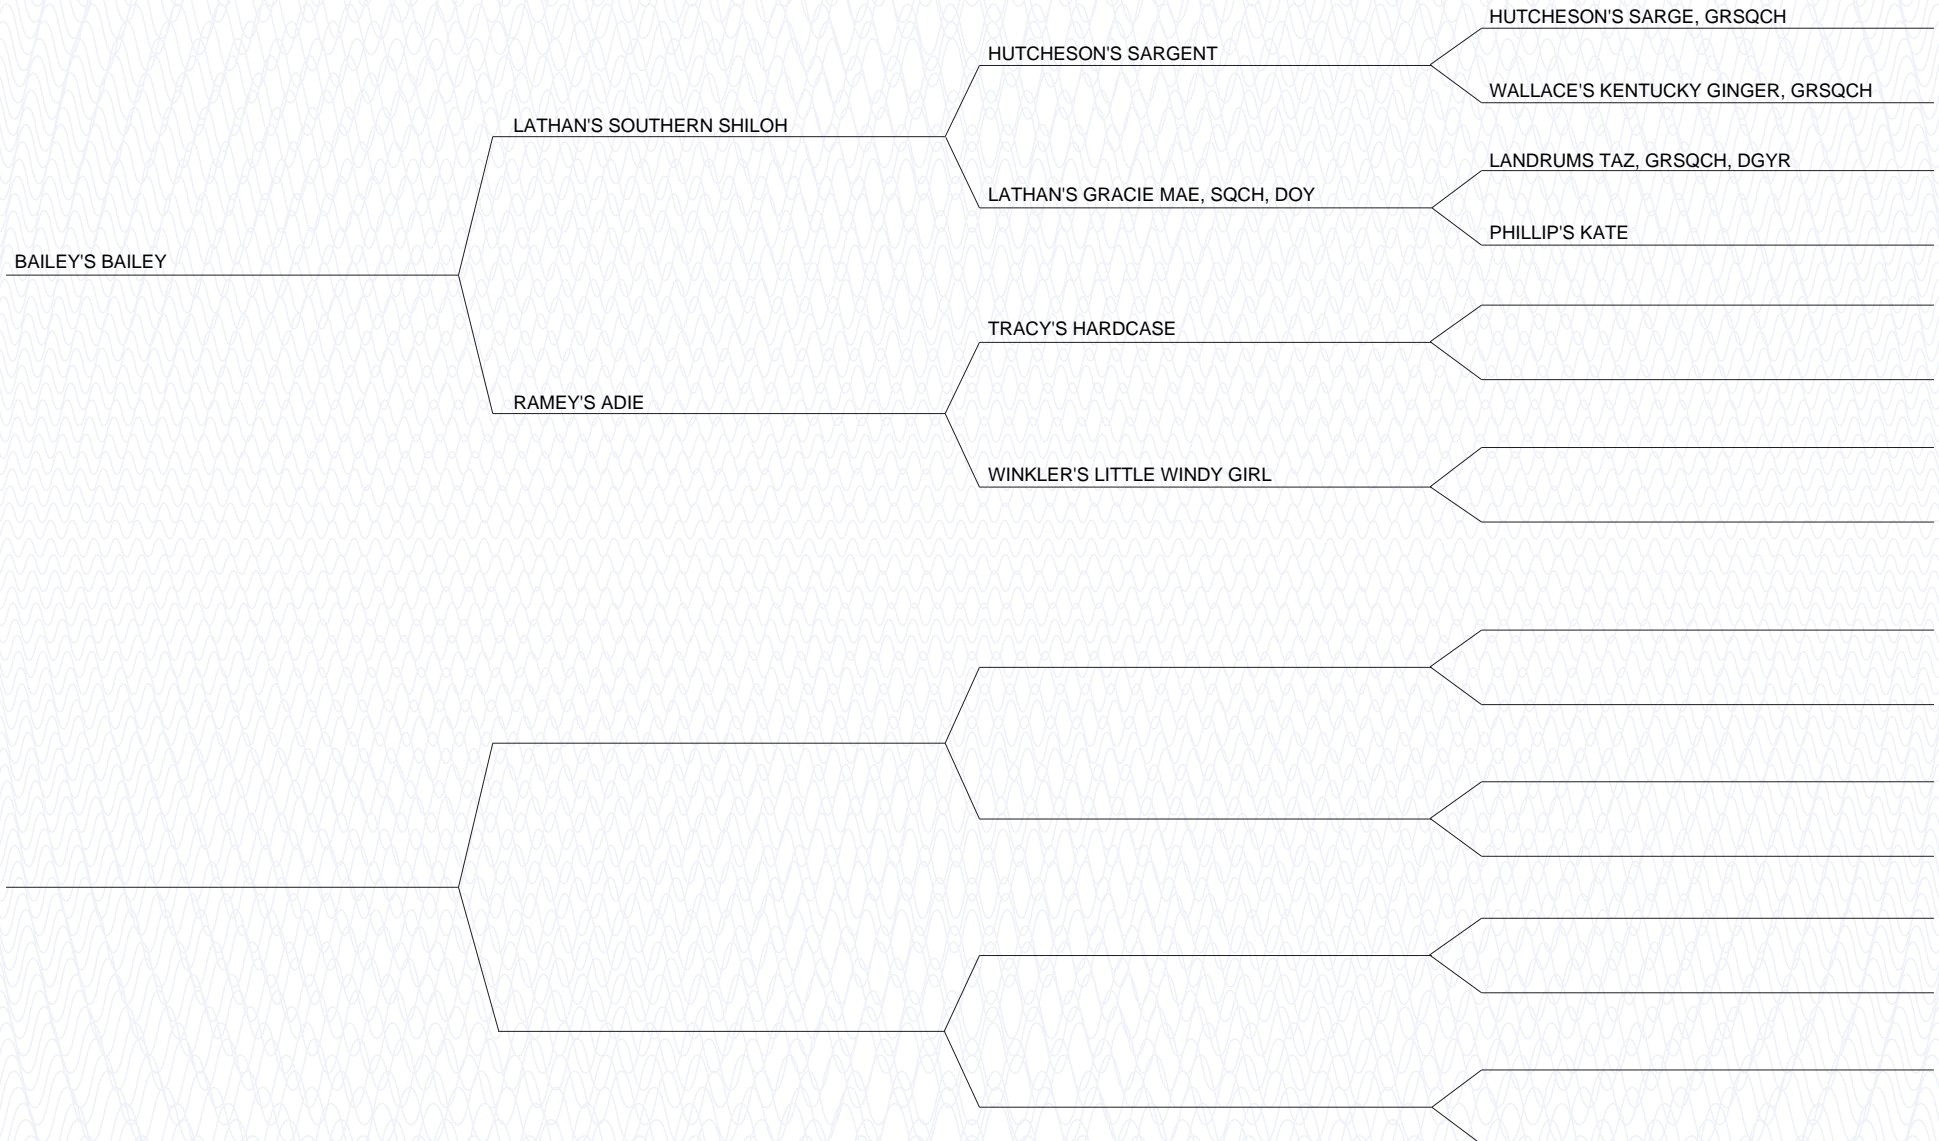 HUTCHESON'S SARGE, GRSQCH
HUTCHESON'S SARGENT
WALLACE'S KENTUCKY GINGER, GRSQCH
LATHAN'S SOUTHERN SHILOH
LANDRUMS TAZ, GRSQCH, DGYR
LATHAN'S GRACIE MAE, SQCH, DOY
PHILLIP'S KATE
BAILEY'S BAILEY
TRACY'S HARDCASE
RAMEY'S ADIE
WINKLER'S LITTLE WINDY GIRL